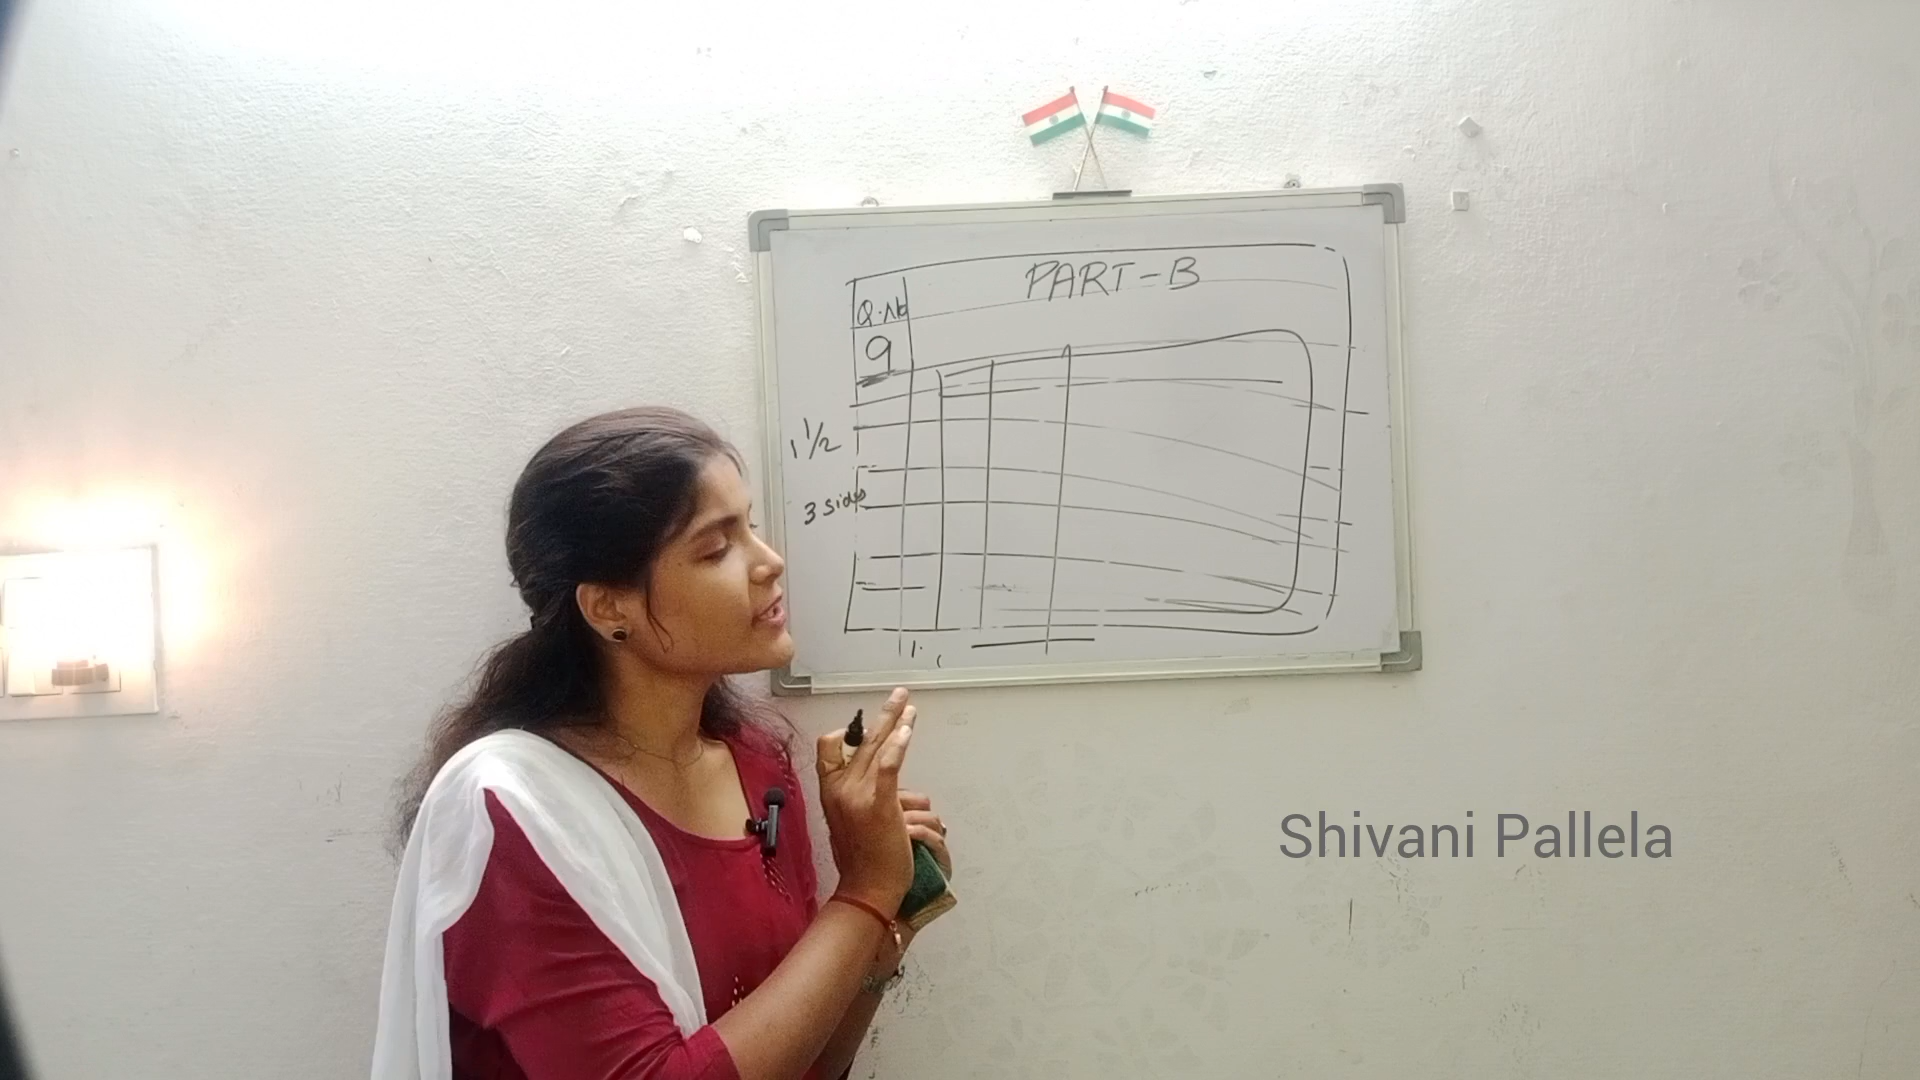 PART-B
Q.No
9
1 1/2
3 sides
Shivani Pallela